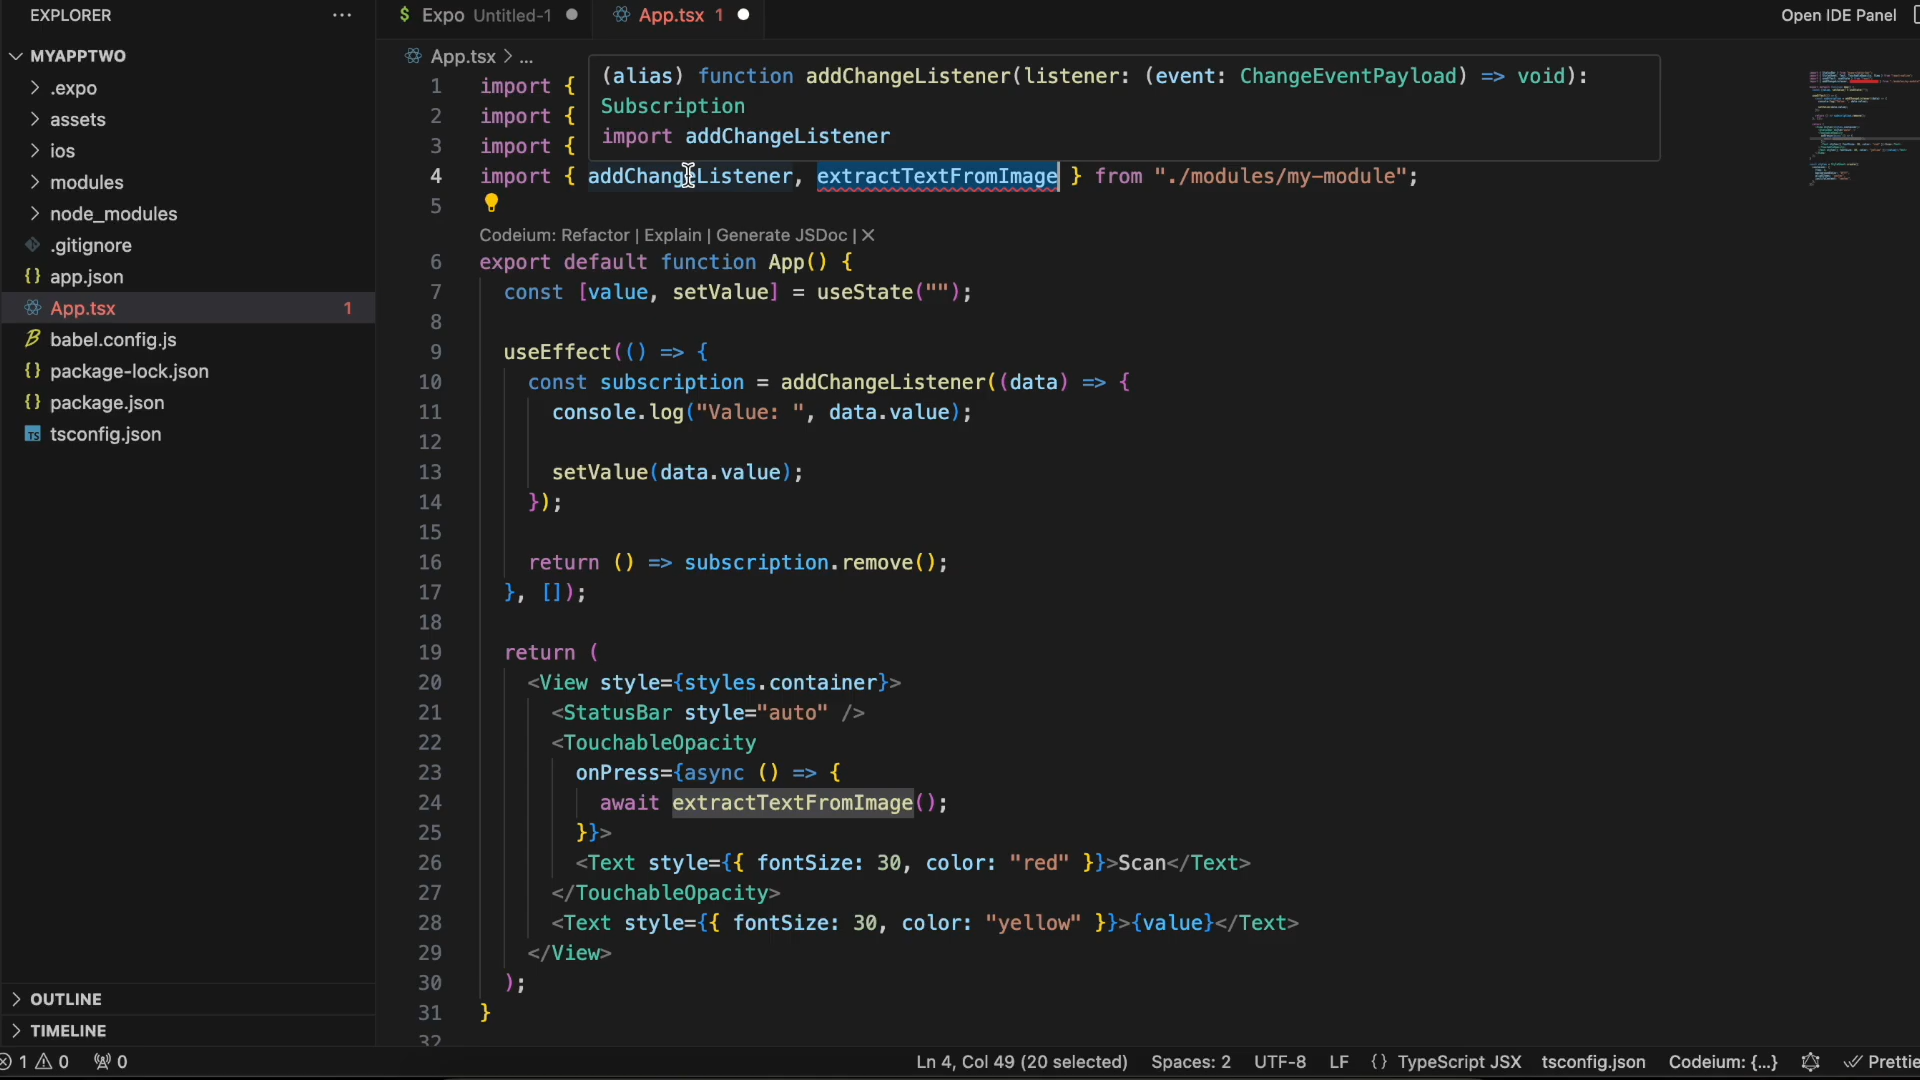 EXPLORER ...
MYAPPTWO
.expo
assets
ios
modules
node_modules
.gitignore
{} app.json
App.tsx 1
babel.config.js
{} package-lock.json
{} package.json
TS tsconfig.json
OUTLINE
TIMELINE
$ Expo Untitled-1
App.tsx 1
Open IDE Panel
App.tsx > ...
(alias) function addChangeListener(listener: (event: ChangeEventPayload) => void):
Subscription
import addChangeListener
1 import {
2 import {
3 import {
4 import { addChangeListener, extractTextFromImage } from "./modules/my-module";
5
Codeium: Refactor | Explain | Generate JSDoc | X
6 export default function App() {
7 const [value, setValue] = useState("");
8
9 useEffect(() => {
10 const subscription = addChangeListener((data) => {
11 console.log("Value: ", data.value);
12
13 setValue(data.value);
14 });
15
16 return () => subscription.remove();
17 }, []);
18
19 return (
20 <View style={styles.container}>
21 <StatusBar style="auto" />
22 <TouchableOpacity
23 onPress={async () => {
24 await extractTextFromImage();
25 }}>
26 <Text style={{ fontSize: 30, color: "red" }}>Scan</Text>
27 </TouchableOpacity>
28 <Text style={{ fontSize: 30, color: "yellow" }}>{value}</Text>
29 </View>
30 );
31 }
32
1 0 0 Ln 4, Col 49 (20 selected) Spaces: 2 UTF-8 LF {} TypeScript JSX tsconfig.json Codeium: {...} Prettie